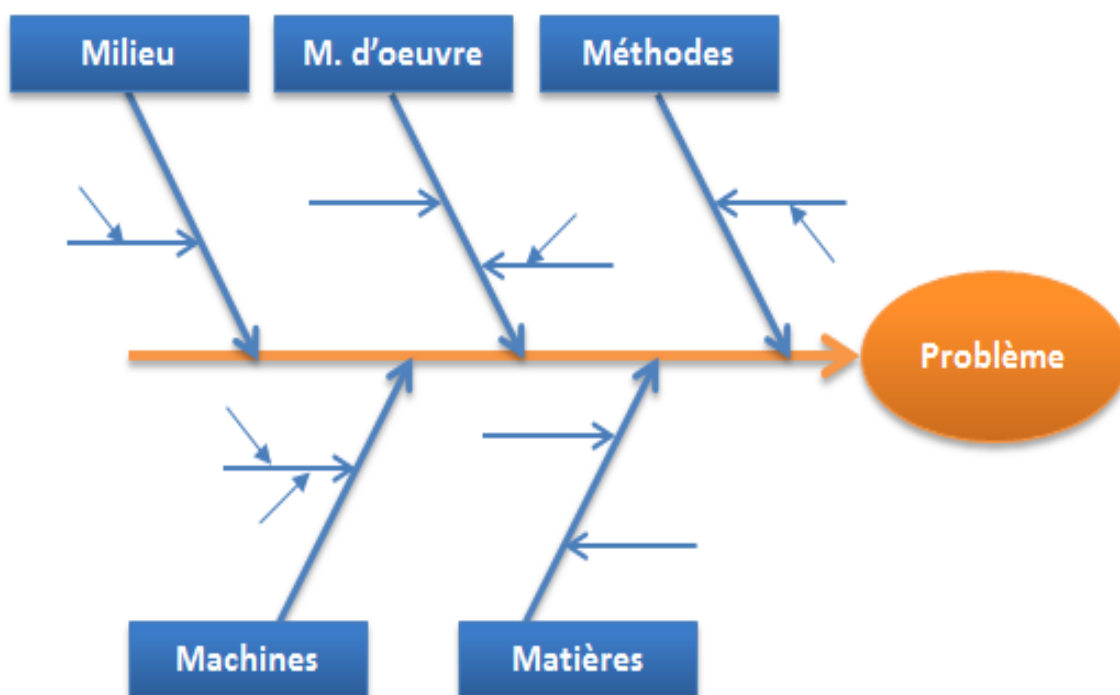 Milieu
M. d'oeuvre
Méthodes
Problème
Machines
Matières